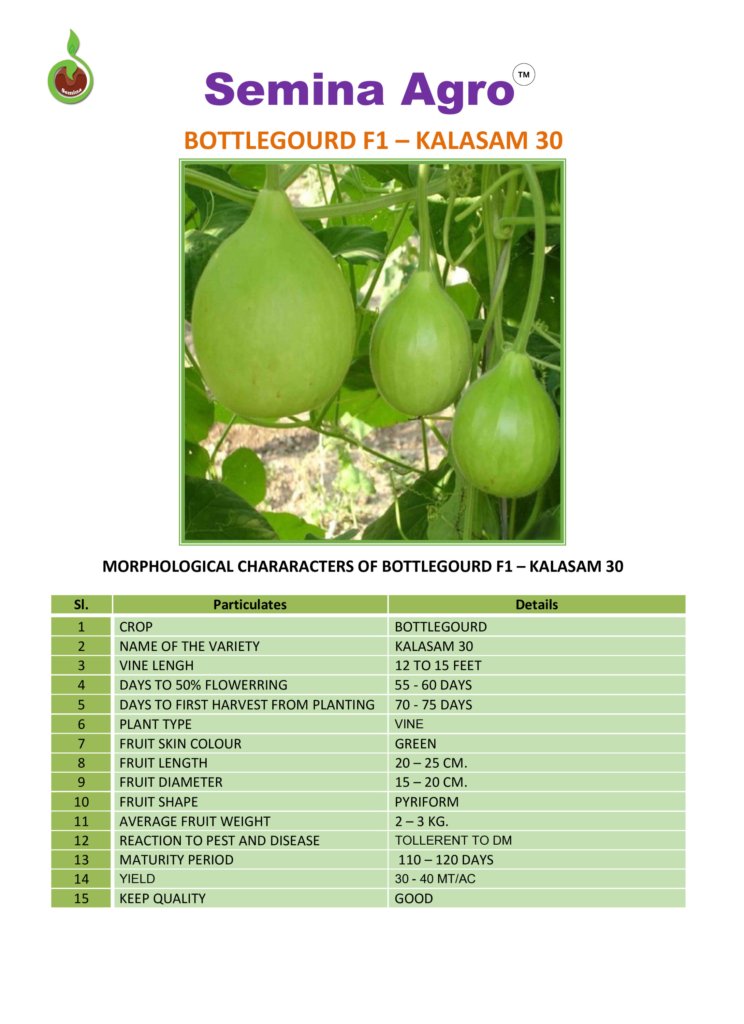 Semina
Semina Agro TM
BOTTLEGOURD F1 – KALASAM 30
MORPHOLOGICAL CHARARACTERS OF BOTTLEGOURD F1 – KALASAM 30
Sl. Particulates Details
1 CROP BOTTLEGOURD
2 NAME OF THE VARIETY KALASAM 30
3 VINE LENGH 12 TO 15 FEET
4 DAYS TO 50% FLOWERRING 55 - 60 DAYS
5 DAYS TO FIRST HARVEST FROM PLANTING 70 - 75 DAYS
6 PLANT TYPE VINE
7 FRUIT SKIN COLOUR GREEN
8 FRUIT LENGTH 20 – 25 CM.
9 FRUIT DIAMETER 15 – 20 CM.
10 FRUIT SHAPE PYRIFORM
11 AVERAGE FRUIT WEIGHT 2 – 3 KG.
12 REACTION TO PEST AND DISEASE TOLLERENT TO DM
13 MATURITY PERIOD 110 – 120 DAYS
14 YIELD 30 - 40 MT/AC
15 KEEP QUALITY GOOD